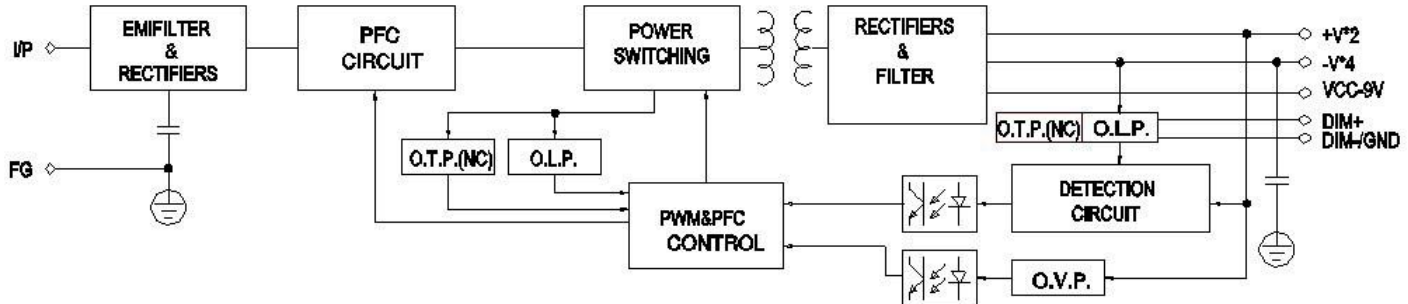 I/P
EMIFILTER
&
RECTIFIERS
PFC
CIRCUIT
POWER
SWITCHING
RECTIFIERS
&
FILTER
+V*2
-V*4
VCC-9V
DIM+
DIM-/GND
O.T.P.(NC)
O.L.P.
O.T.P.(NC)
O.L.P.
FG
PWM&PFC
CONTROL
DETECTION
CIRCUIT
O.V.P.